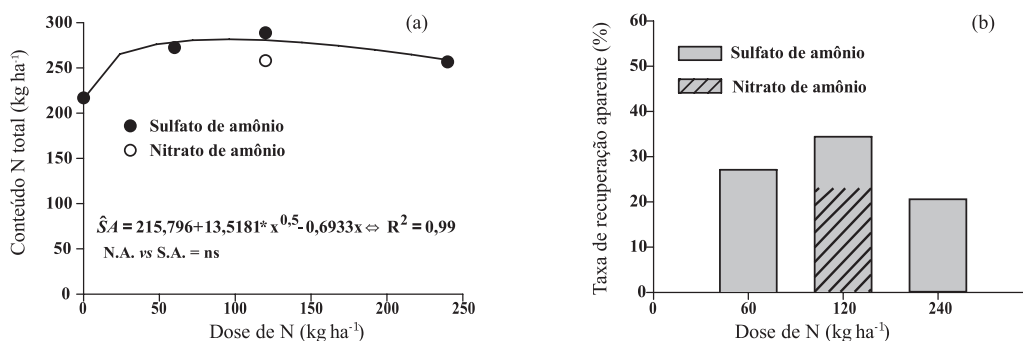 (a)
Conteúdo N total (kg ha-1)
300
250
200
150
100
50
0
Sulfato de amônio
Nitrato de amônio
ŜA = 215,796+13,5181* x^0,5-0,6933x ⇔ R² = 0,99
N.A. vs S.A. = ns
0 50 100 150 200 250
Dose de N (kg ha-1)
(b)
Taxa de recuperação aparente (%)
60
50
40
30
20
10
0
Sulfato de amônio
Nitrato de amônio
0 60 120 240
Dose de N (kg ha-1)